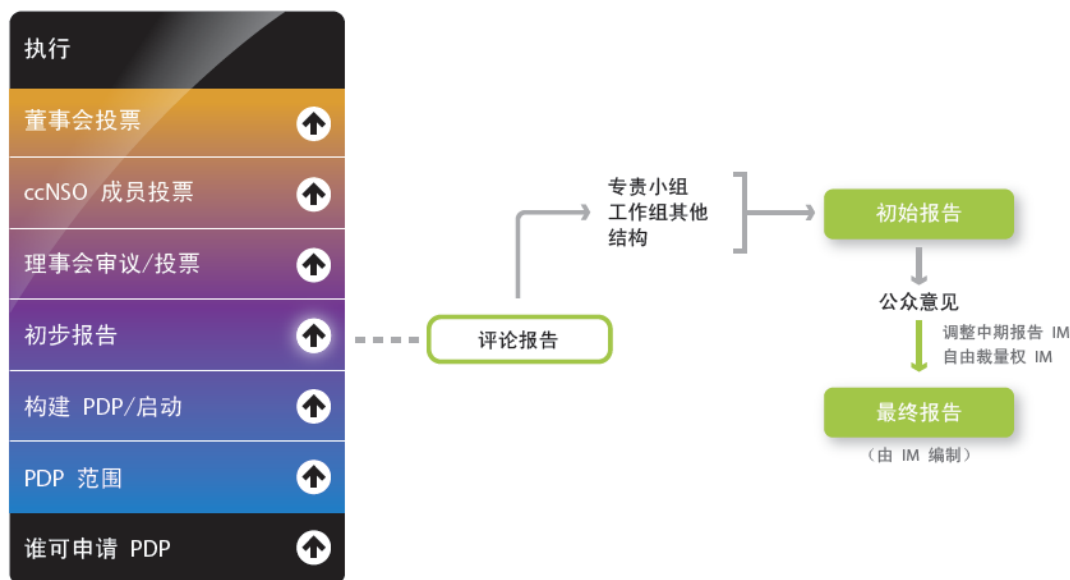 执行
董事会投票
ccNSO 成员投票
理事会审议/投票
初步报告
构建 PDP/启动
PDP 范围
谁可申请 PDP
评论报告
专责小组
工作组其他
结构
初始报告
公众意见
调整中期报告 IM
自由裁量权 IM
最终报告
（由 IM 编制）